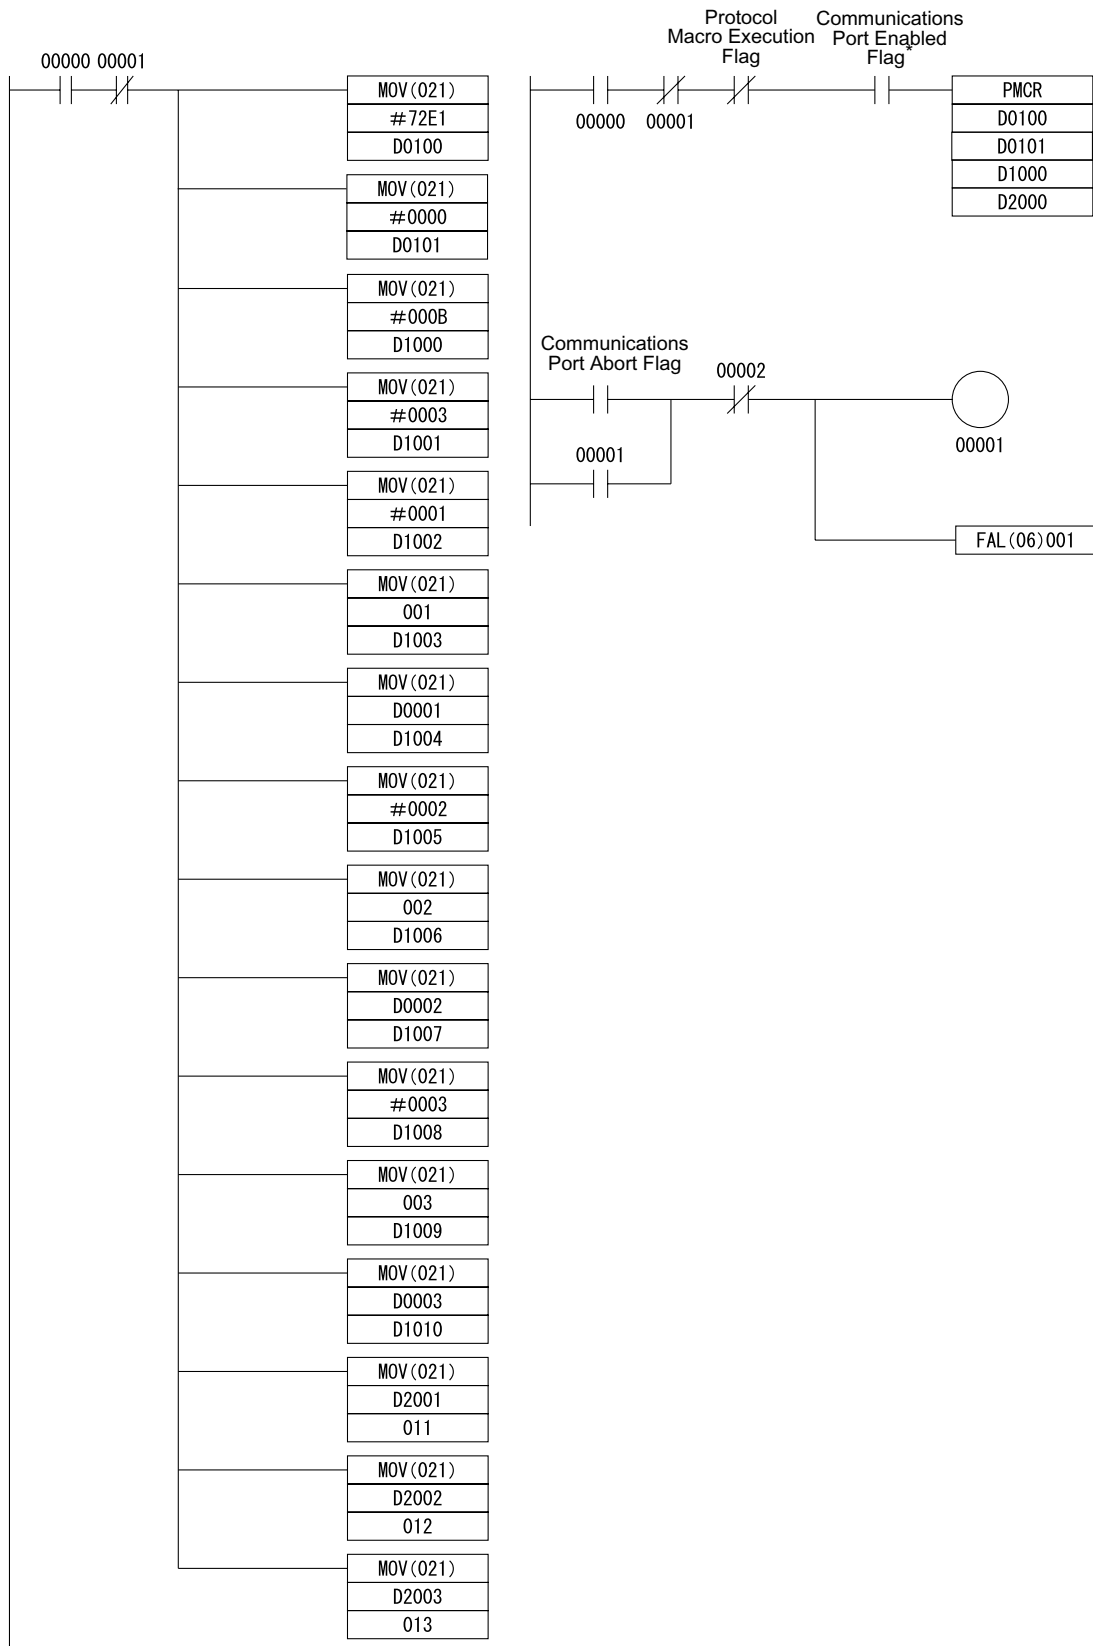 00000 00001
MOV(021)
#72E1
D0100
MOV(021)
#0000
D0101
MOV(021)
#000B
D1000
MOV(021)
#0003
D1001
MOV(021)
#0001
D1002
MOV(021)
001
D1003
MOV(021)
D0001
D1004
MOV(021)
#0002
D1005
MOV(021)
002
D1006
MOV(021)
D0002
D1007
MOV(021)
#0003
D1008
MOV(021)
003
D1009
MOV(021)
D0003
D1010
MOV(021)
D2001
011
MOV(021)
D2002
012
MOV(021)
D2003
013
Protocol
Macro Execution
Flag
Communications
Port Enabled
Flag*
00000 00001
PMCR
D0100
D0101
D1000
D2000
Communications
Port Abort Flag
00002
00001
00001
FAL(06)001